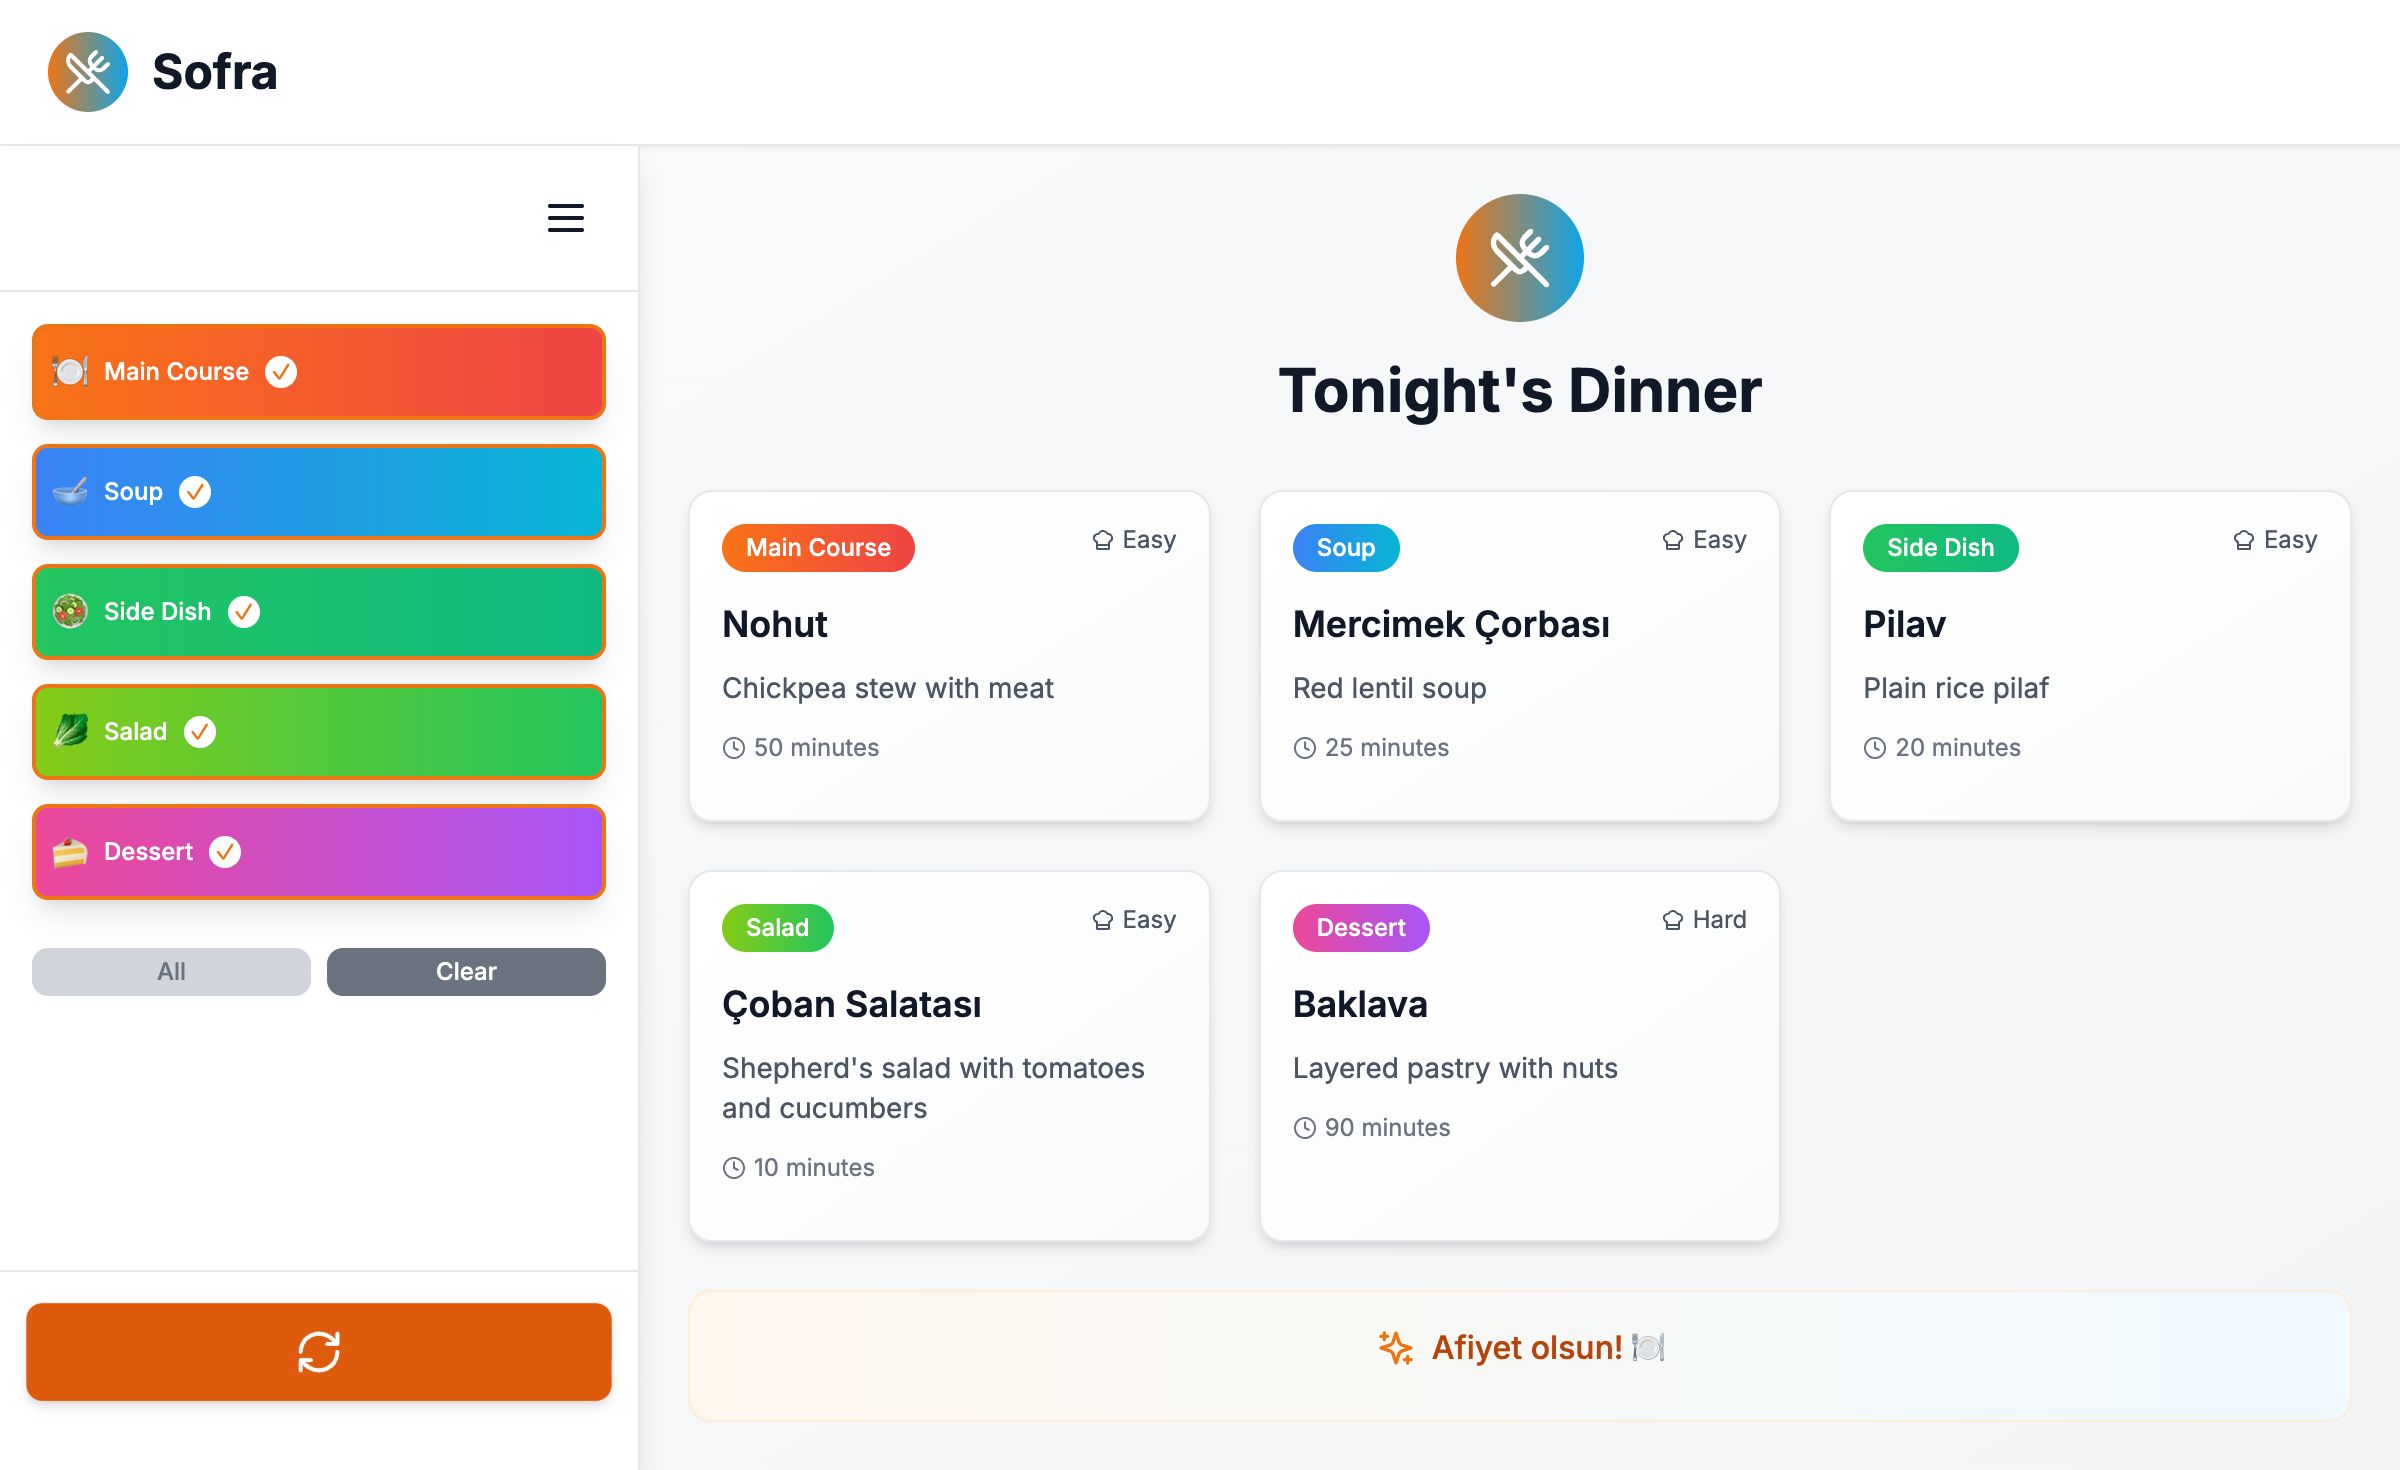 Sofra
Main Course
Soup
Side Dish
Salad
Dessert
All
Clear
Tonight's Dinner
Main Course
Easy
Nohut
Chickpea stew with meat
50 minutes
Soup
Easy
Mercimek Çorbası
Red lentil soup
25 minutes
Side Dish
Easy
Pilav
Plain rice pilaf
20 minutes
Salad
Easy
Çoban Salatası
Shepherd's salad with tomatoes
and cucumbers
10 minutes
Dessert
Hard
Baklava
Layered pastry with nuts
90 minutes
Afiyet olsun! 🍽️